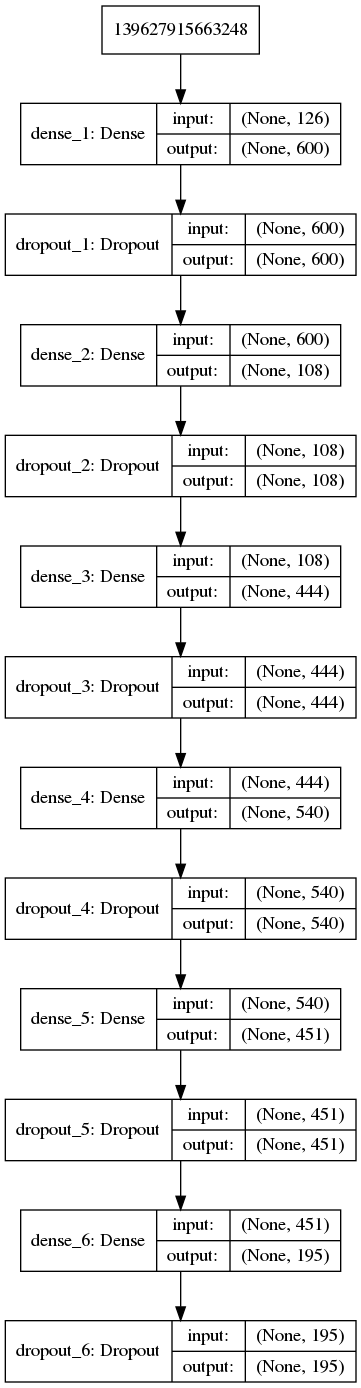 139627915663248
dense_1: Dense
input: (None, 126)
output: (None, 600)
dropout_1: Dropout
input: (None, 600)
output: (None, 600)
dense_2: Dense
input: (None, 600)
output: (None, 108)
dropout_2: Dropout
input: (None, 108)
output: (None, 108)
dense_3: Dense
input: (None, 108)
output: (None, 444)
dropout_3: Dropout
input: (None, 444)
output: (None, 444)
dense_4: Dense
input: (None, 444)
output: (None, 540)
dropout_4: Dropout
input: (None, 540)
output: (None, 540)
dense_5: Dense
input: (None, 540)
output: (None, 451)
dropout_5: Dropout
input: (None, 451)
output: (None, 451)
dense_6: Dense
input: (None, 451)
output: (None, 195)
dropout_6: Dropout
input: (None, 195)
output: (None, 195)